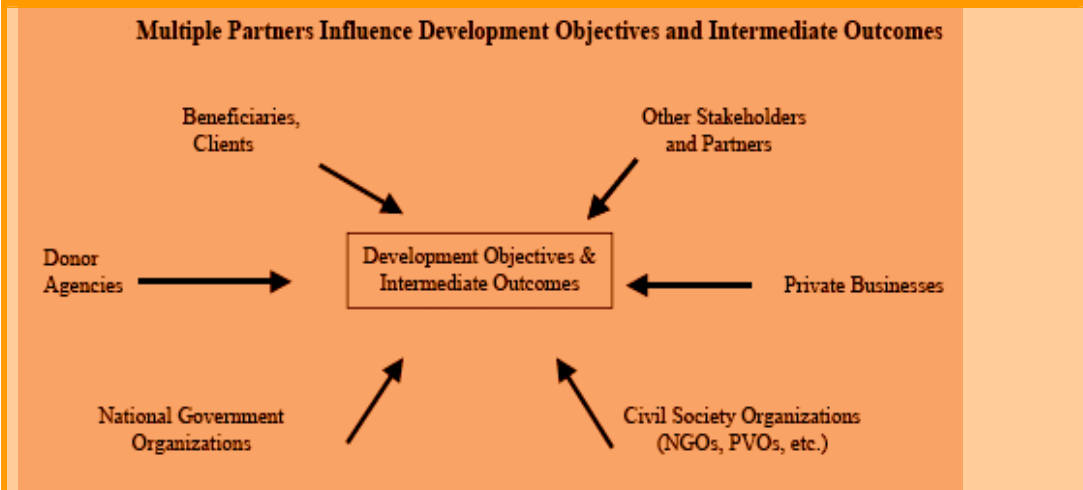 Multiple Partners Influence Development Objectives and Intermediate Outcomes
Beneficiaries,
Clients
Other Stakeholders
and Partners
Donor
Agencies
Development Objectives &
Intermediate Outcomes
Private Businesses
National Government
Organizations
Civil Society Organizations
(NGOs, PVOs, etc.)